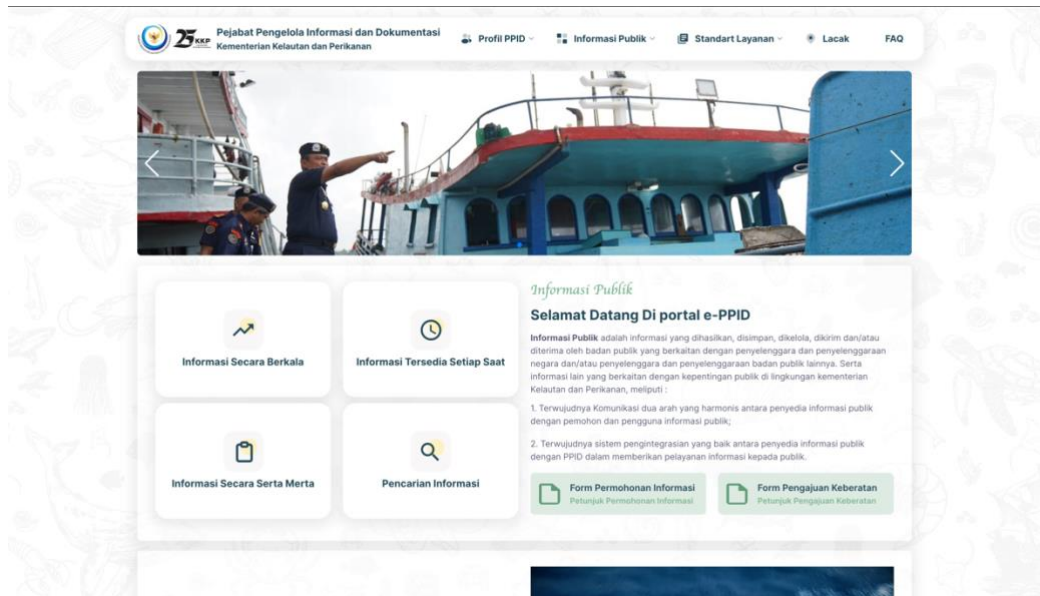 25 KKP
Pejabat Pengelola Informasi dan Dokumentasi
Kementerian Kelautan dan Perikanan
Profil PPID
Informasi Publik
Standart Layanan
Lacak
FAQ
Informasi Secara Berkala
Informasi Tersedia Setiap Saat
Informasi Secara Serta Merta
Pencarian Informasi
Informasi Publik
Selamat Datang Di portal e-PPID
Informasi Publik adalah informasi yang dihasilkan, disimpan, dikelola, dikirim dan/atau
diterima oleh badan publik yang berkaitan dengan penyelenggara dan penyelenggaraan
negara dan/atau penyelenggara dan penyelenggaraan badan publik lainnya. Serta
informasi lain yang berkaitan dengan kepentingan publik di lingkungan kementerian
Kelautan dan Perikanan, meliputi :
1. Terwujudnya Komunikasi dua arah yang harmonis antara penyedia informasi publik
dengan pemohon dan pengguna informasi publik;
2. Terwujudnya sistem pengintegrasian yang baik antara penyedia informasi publik
dengan PPID dalam memberikan pelayanan informasi kepada publik.
Form Permohonan Informasi
Petunjuk Permohonan Informasi
Form Pengajuan Keberatan
Petunjuk Pengajuan Keberatan